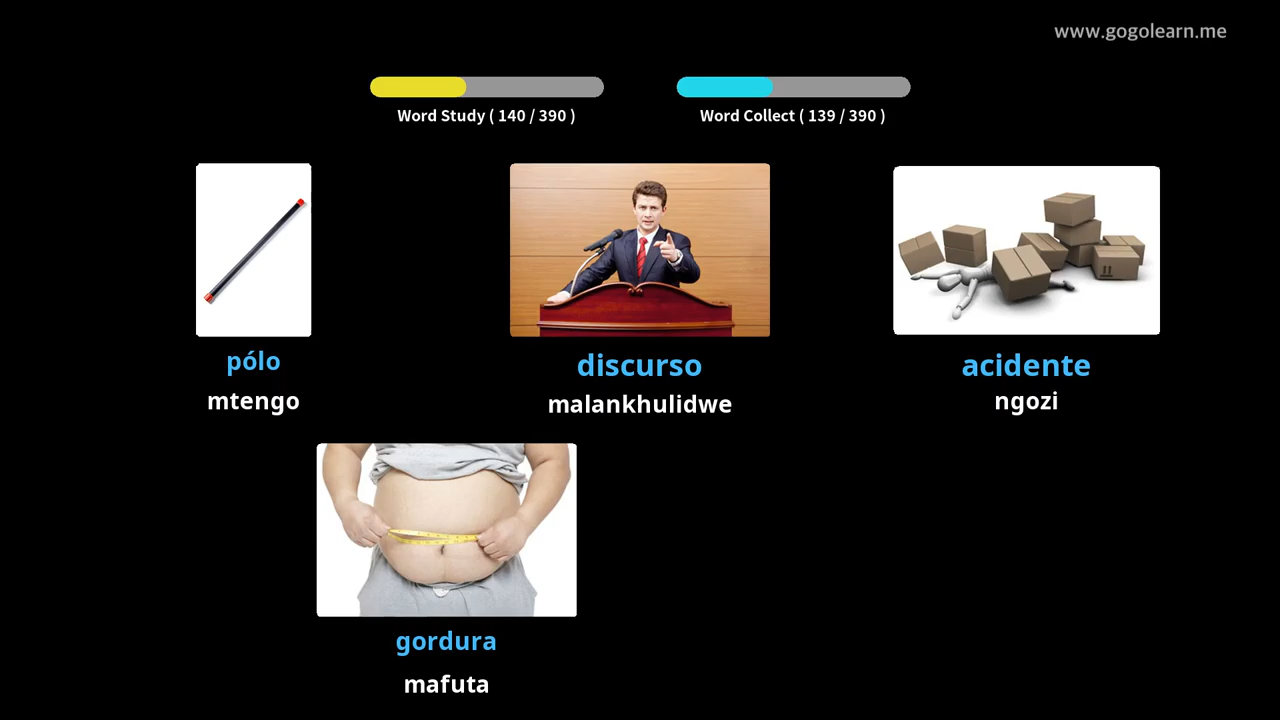 www.gogolearn.me
Word Study ( 140 / 390 )
Word Collect ( 139 / 390 )
pólo
discurso
acidente
mtengo
malankhulidwe
ngozi
gordura
mafuta